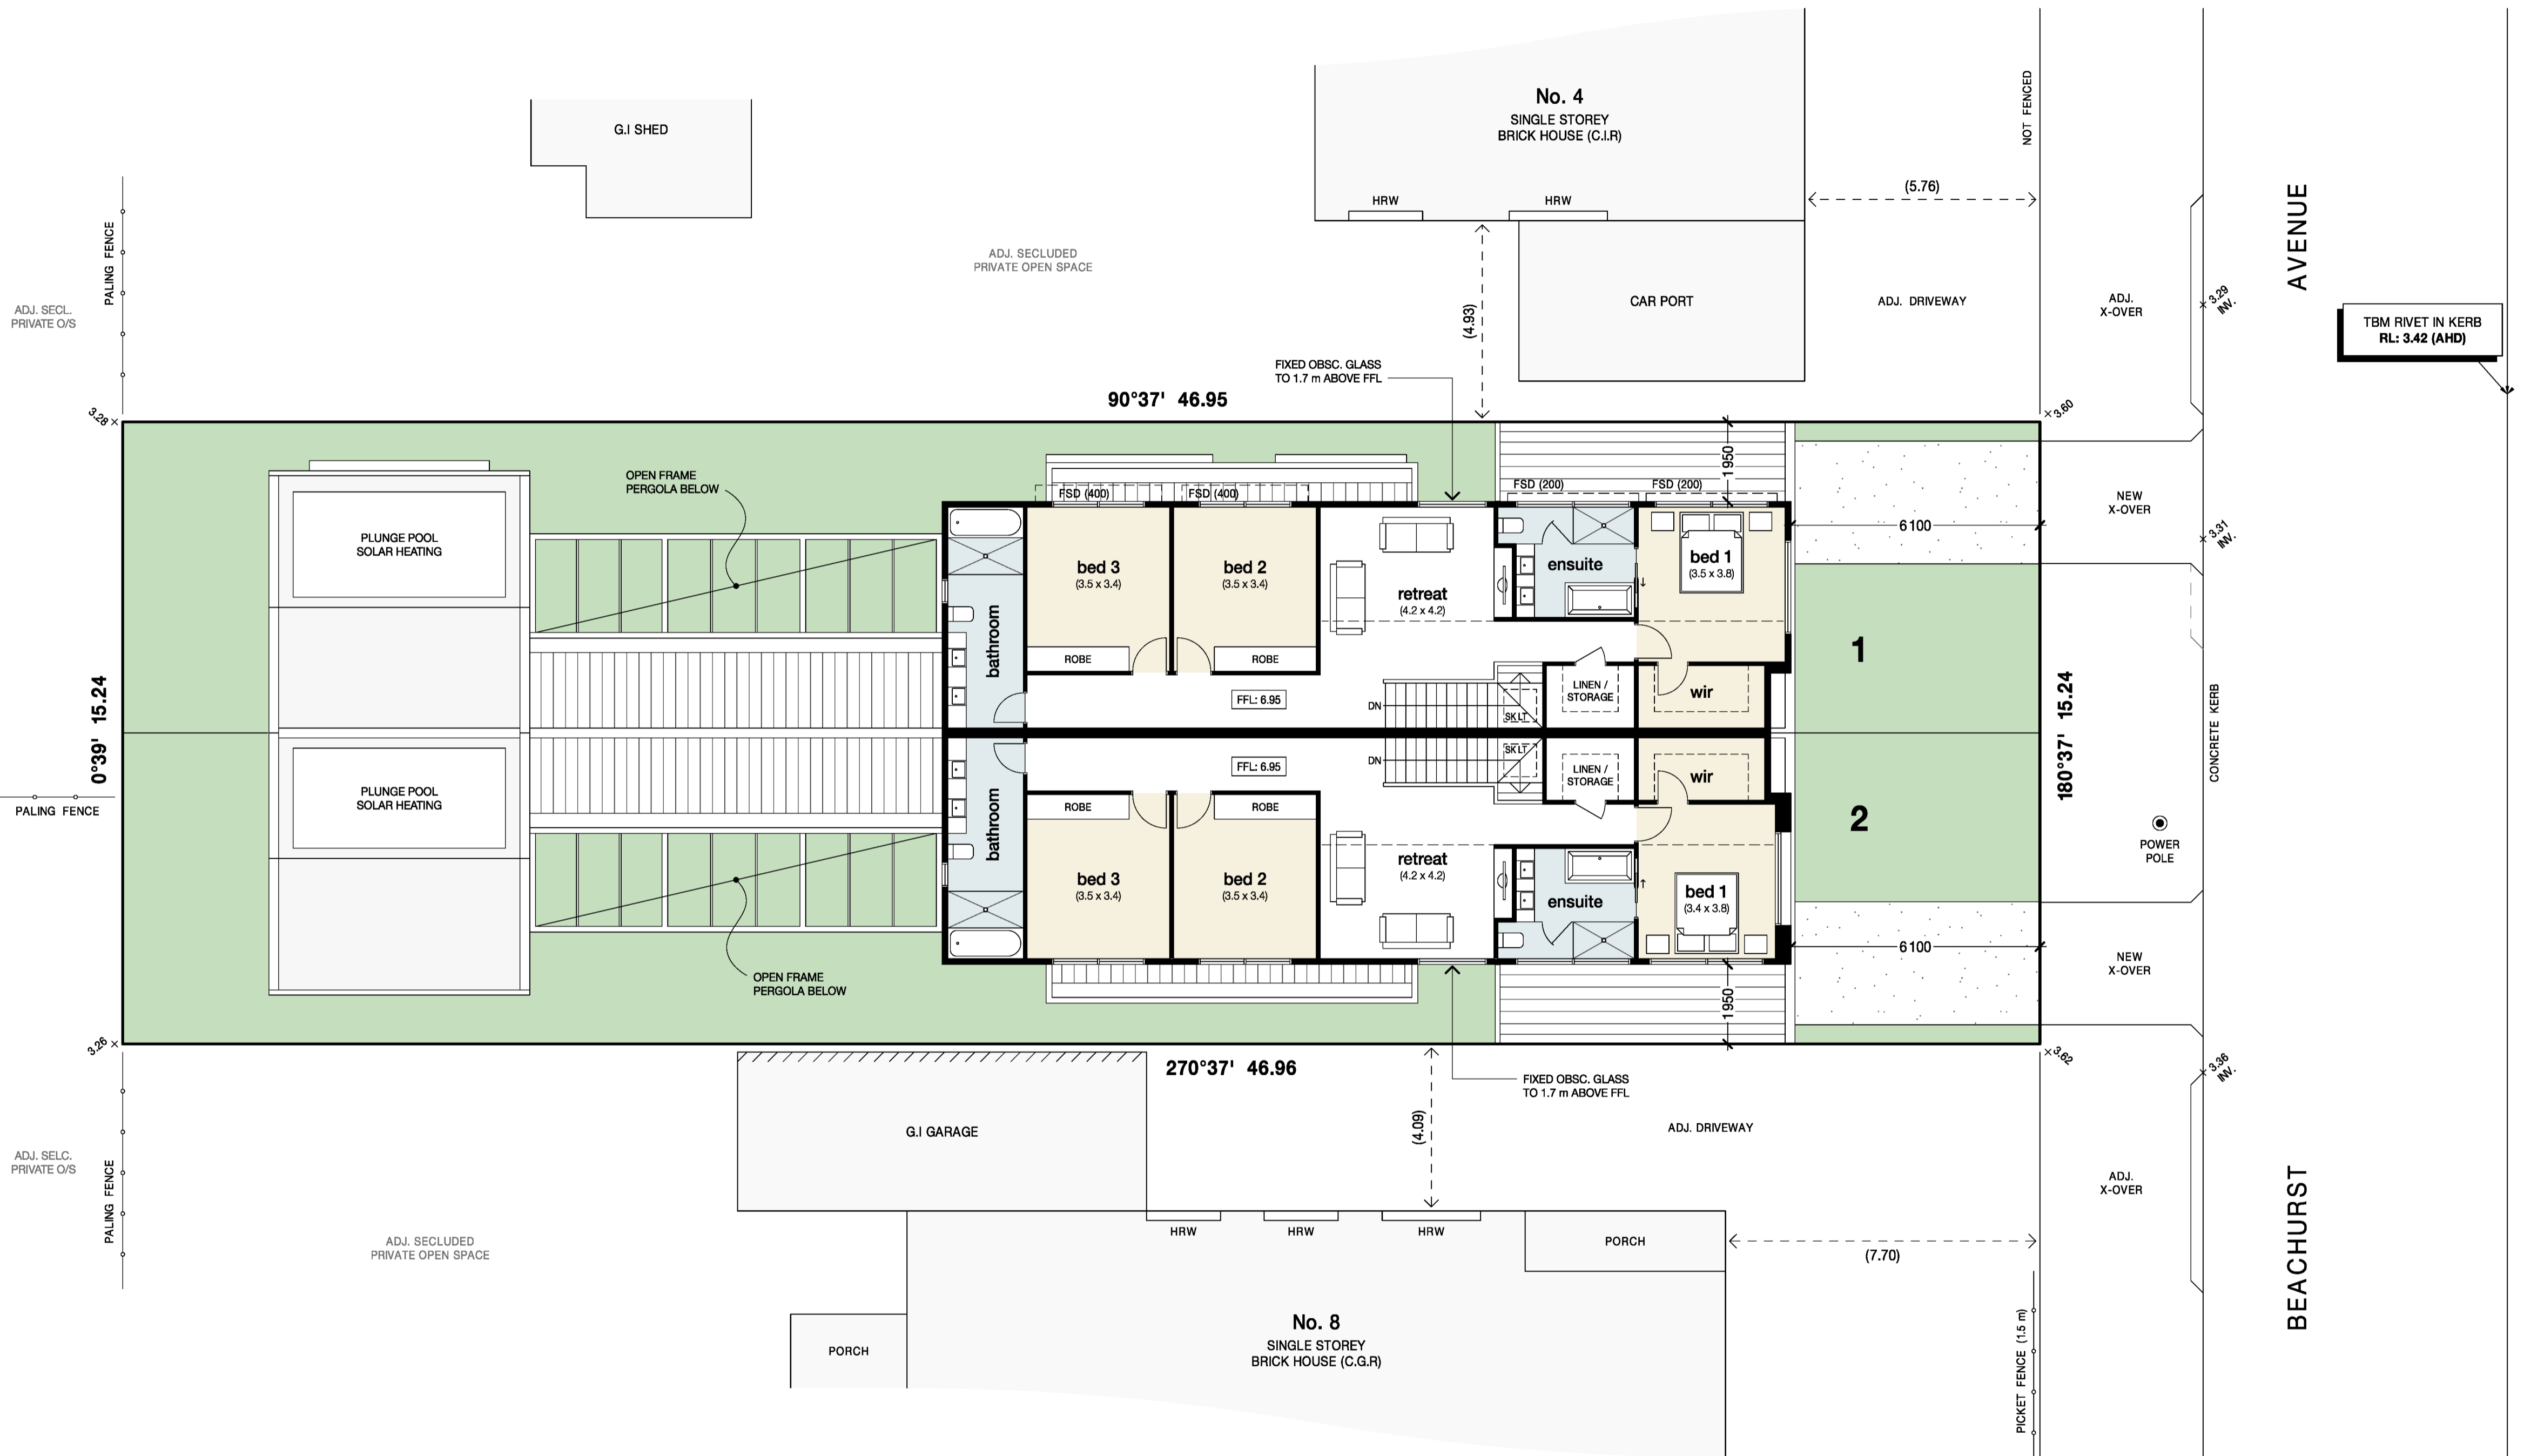 No. 4
SINGLE STOREY
BRICK HOUSE (C.I.R)
G.I SHED
NOT FENCED
(5.76)
HRW
HRW
AVENUE
PALING FENCE
ADJ. SECLUDED
PRIVATE OPEN SPACE
ADJ. SECL.
PRIVATE O/S
CAR PORT
ADJ. DRIVEWAY
ADJ.
X-OVER
3.29
INV.
(4.93)
TBM RIVET IN KERB
RL: 3.42 (AHD)
FIXED OBSC. GLASS
TO 1.7 m ABOVE FFL
90°37' 46.95
3.28
3.60
1950
OPEN FRAME
PERGOLA BELOW
FSD (400)
FSD (400)
FSD (200)
FSD (200)
NEW
X-OVER
6100
3.31
INV.
PLUNGE POOL
SOLAR HEATING
bed 3
(3.5 x 3.4)
bed 2
(3.5 x 3.4)
retreat
(4.2 x 4.2)
ensuite
bed 1
(3.5 x 3.8)
bathroom
ROBE
ROBE
1
LINEN /
STORAGE
wir
FFL: 6.95
DN
SK LT
0°39' 15.24
180°37' 15.24
CONCRETE KERB
FFL: 6.95
DN
SK LT
LINEN /
STORAGE
wir
PLUNGE POOL
SOLAR HEATING
PALING FENCE
ROBE
ROBE
bathroom
2
POWER
POLE
bed 3
(3.5 x 3.4)
bed 2
(3.5 x 3.4)
retreat
(4.2 x 4.2)
ensuite
bed 1
(3.4 x 3.8)
6100
NEW
X-OVER
OPEN FRAME
PERGOLA BELOW
1950
3.26
3.62
270°37' 46.96
FIXED OBSC. GLASS
TO 1.7 m ABOVE FFL
3.36
INV.
G.I GARAGE
(4.09)
ADJ. DRIVEWAY
ADJ. SELC.
PRIVATE O/S
PALING FENCE
ADJ.
X-OVER
BEACHURST
HRW
HRW
HRW
PORCH
ADJ. SECLUDED
PRIVATE OPEN SPACE
(7.70)
No. 8
SINGLE STOREY
BRICK HOUSE (C.G.R)
PORCH
PICKET FENCE (1.5 m)